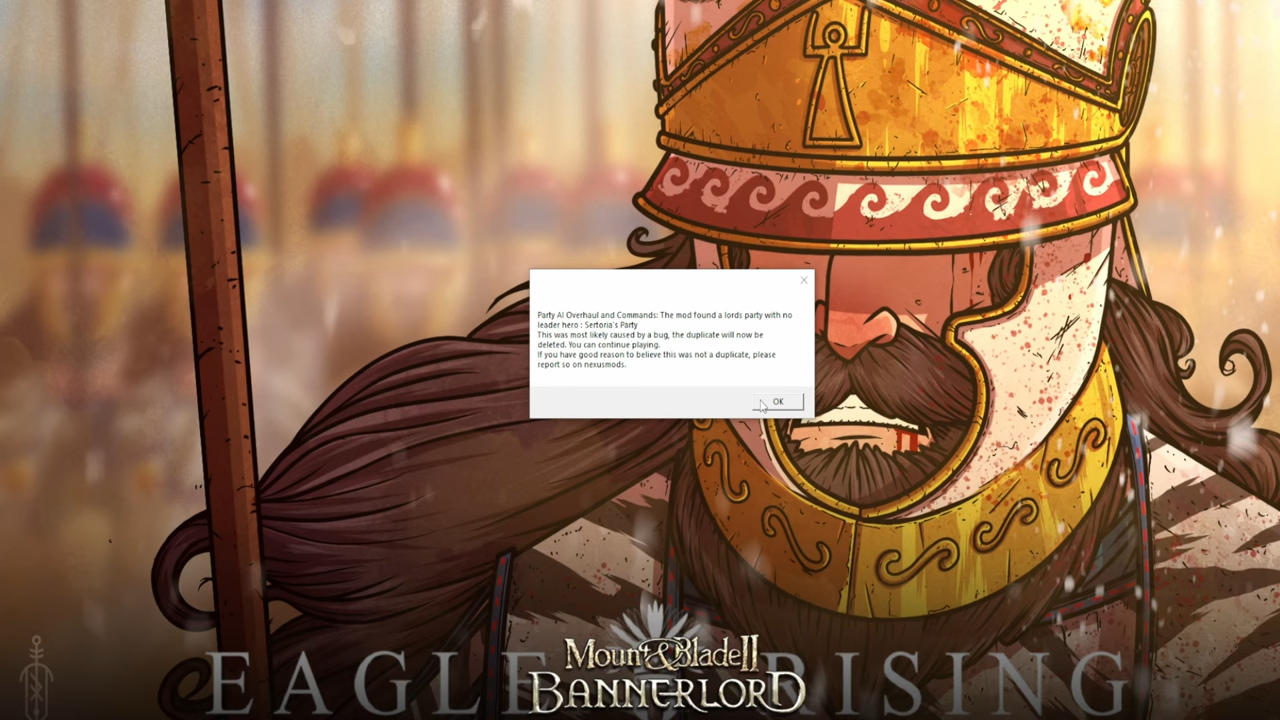 Party AI Overhaul and Commands: The mod found a lords party with no
leader hero : Sertoria's Party
This was most likely caused by a bug, the duplicate will now be
deleted. You can continue playing.
If you have good reason to believe this was not a duplicate, please
report so on nexusmods.
OK
Mount & Blade II
BANNERLORD
EAGLE RISING